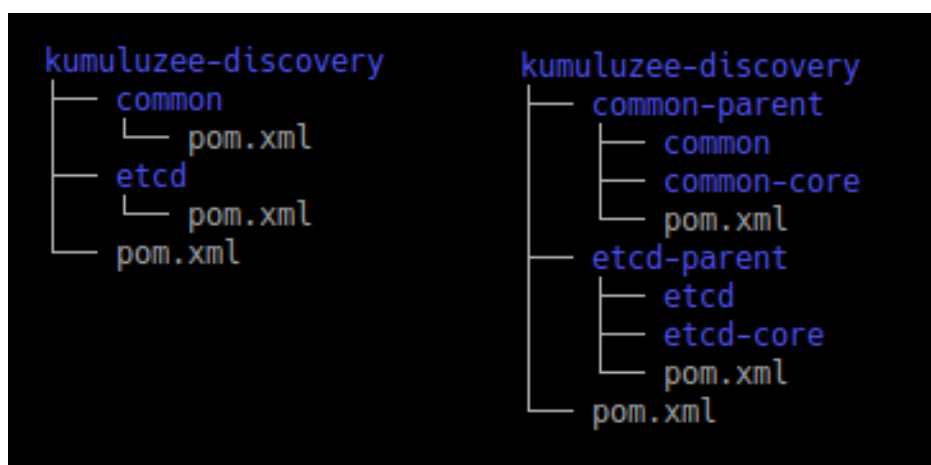 kumuluzee-discovery
├── common
│   └── pom.xml
├── etcd
│   └── pom.xml
└── pom.xml
kumuluzee-discovery
├── common-parent
│   ├── common
│   ├── common-core
│   └── pom.xml
├── etcd-parent
│   ├── etcd
│   ├── etcd-core
│   └── pom.xml
└── pom.xml